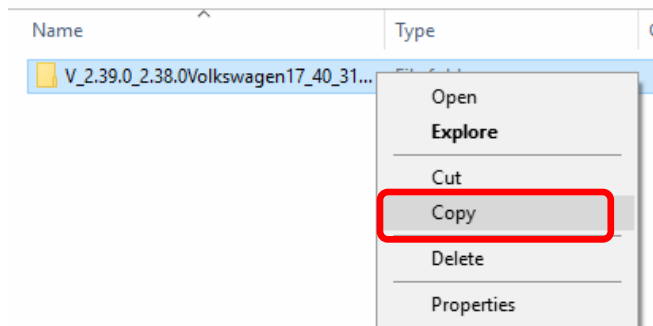 Name
Type
V_2.39.0_2.38.0Volkswagen17_40_31...
Open
Explore
Cut
Copy
Delete
Properties